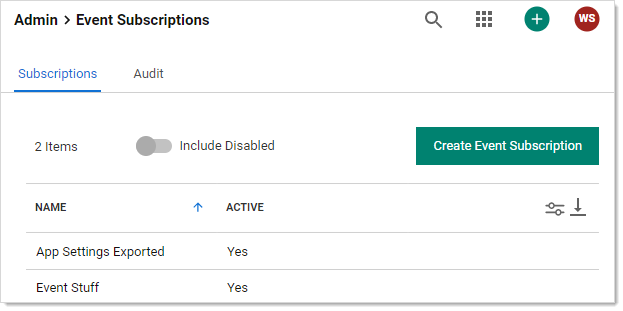 Admin > Event Subscriptions WS
Subscriptions Audit
2 Items Include Disabled Create Event Subscription
NAME ACTIVE
App Settings Exported Yes
Event Stuff Yes